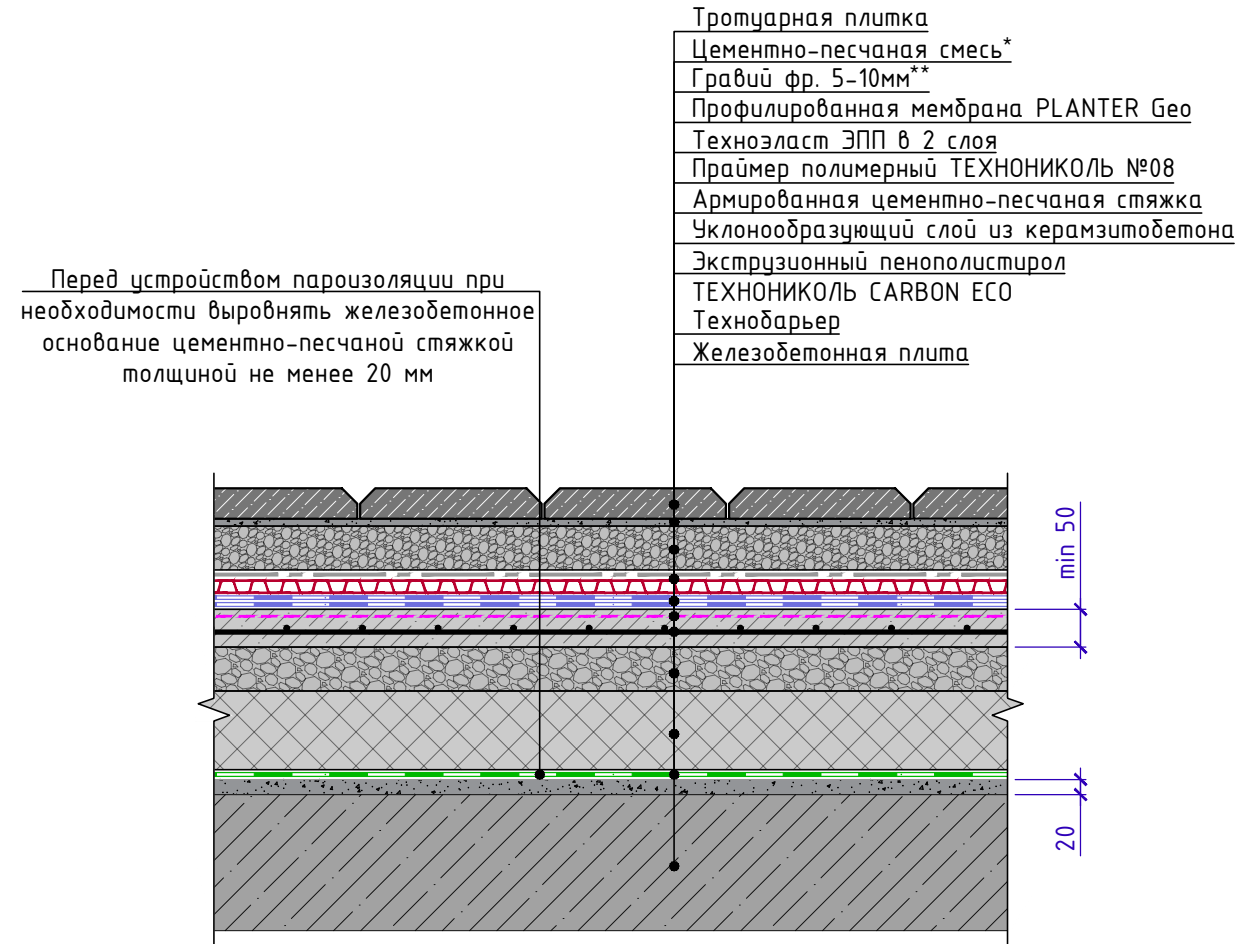 Тротуарная плитка
Цементно-песчаная смесь*
Гравий фр. 5-10мм**
Профилированная мембрана PLANTER Geo
Техноэласт ЭПП в 2 слоя
Праймер полимерный ТЕХНОНИКОЛЬ №08
Армированная цементно-песчаная стяжка
Уклонообразующий слой из керамзитобетона
Экструзионный пенополистирол
ТЕХНОНИКОЛЬ CARBON ECO
Технобарьер
Железобетонная плита
Перед устройством пароизоляции при
необходимости выровнять железобетонное
основание цементно-песчаной стяжкой
толщиной не менее 20 мм
min 50
20